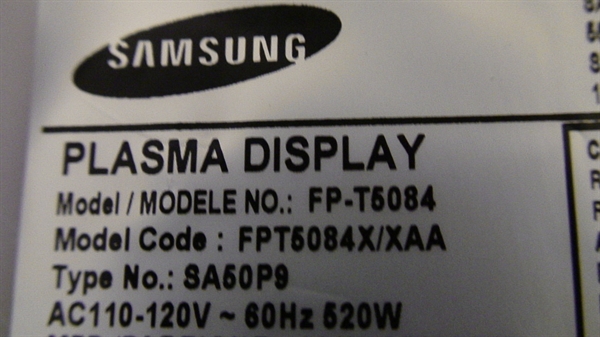 SAMSUNG
PLASMA DISPLAY
Model / MODELE NO.: FP-T5084
Model Code : FPT5084X/XAA
Type No.: SA50P9
AC110-120V ~ 60Hz 520W